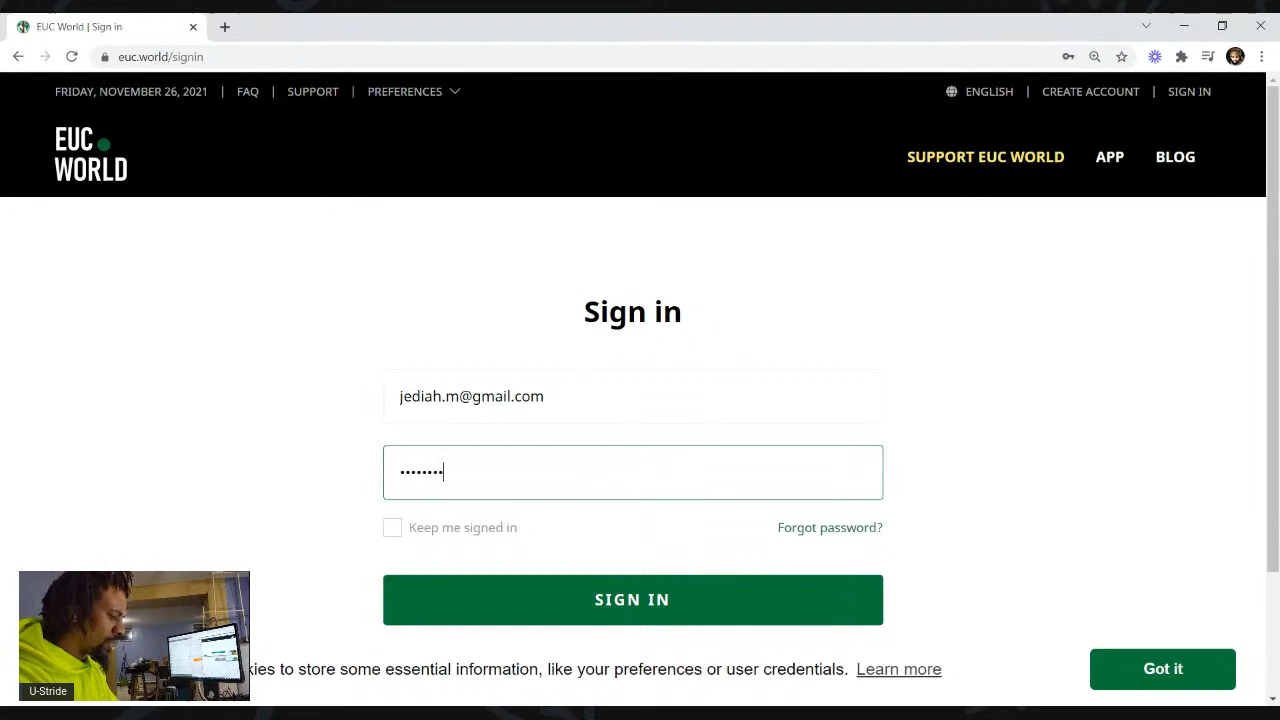 EUC World | Sign in
euc.world/signin
FRIDAY, NOVEMBER 26, 2021 | FAQ | SUPPORT | PREFERENCES
ENGLISH | CREATE ACCOUNT | SIGN IN
EUC
WORLD
SUPPORT EUC WORLD APP BLOG
Sign in
jediah.m@gmail.com
••••••••
Keep me signed in
Forgot password?
SIGN IN
kies to store some essential information, like your preferences or user credentials. Learn more
Got it
U-Stride